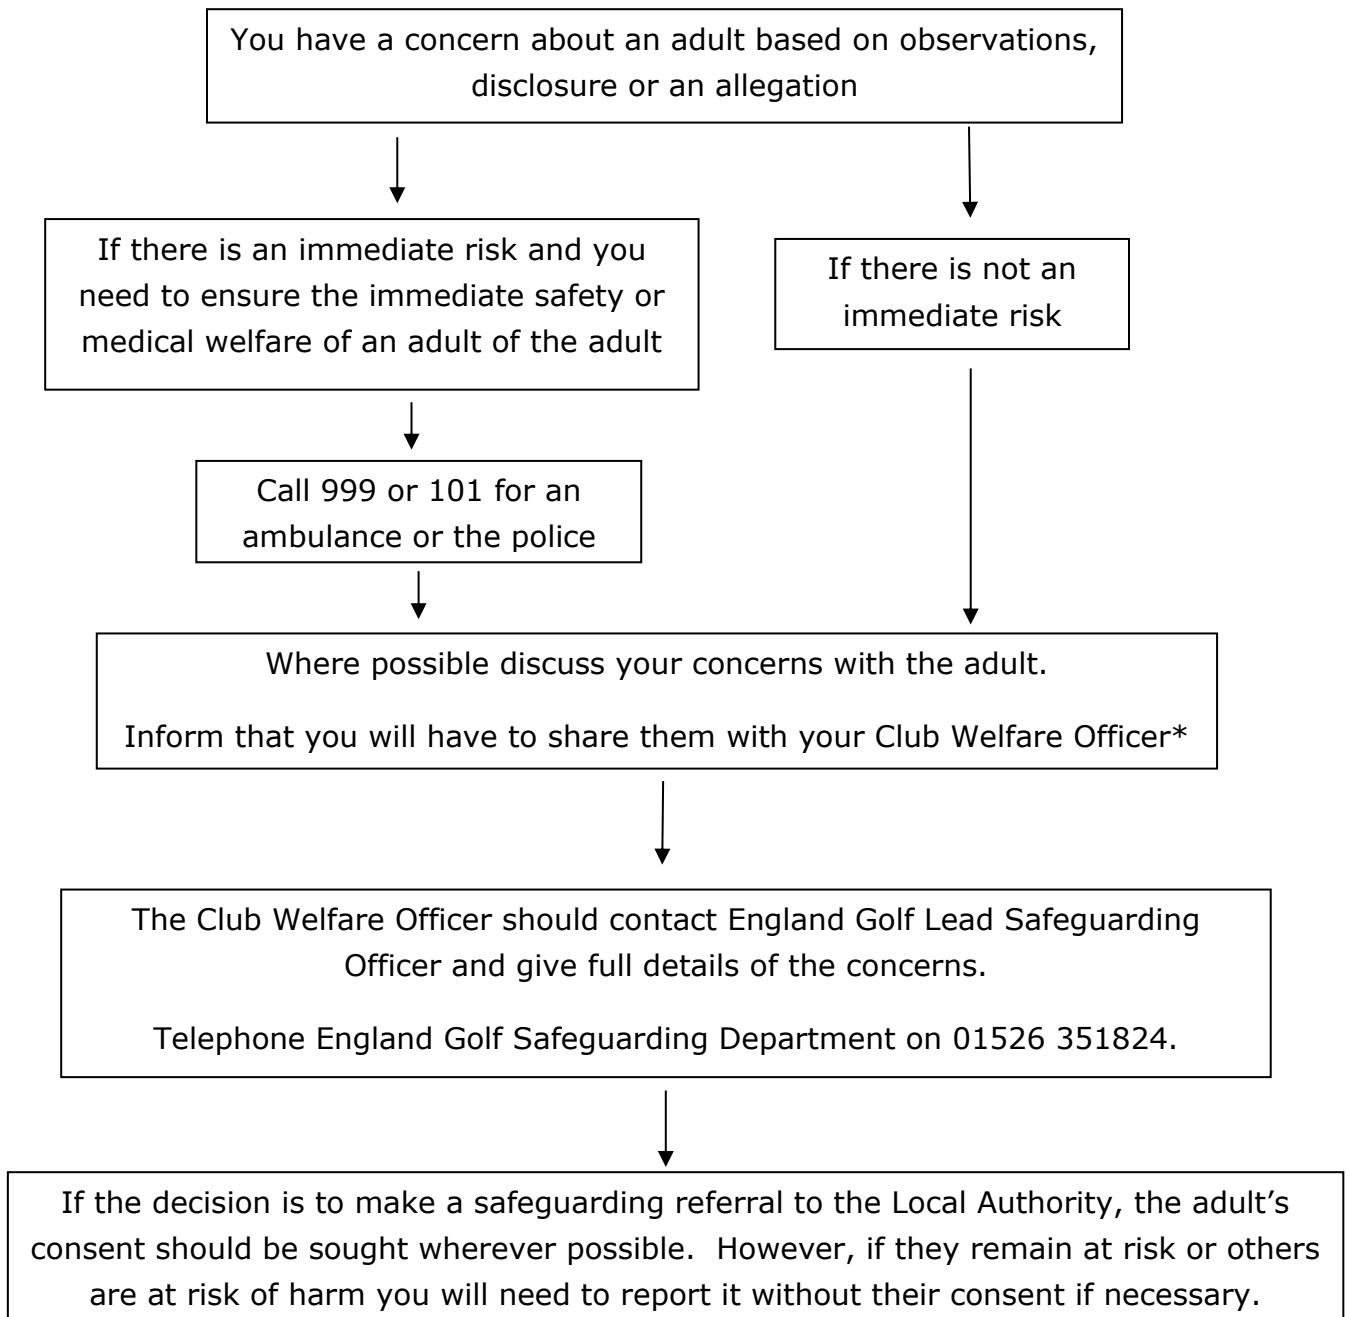 You have a concern about an adult based on observations,
disclosure or an allegation
If there is an immediate risk and you
need to ensure the immediate safety or
medical welfare of an adult of the adult
If there is not an
immediate risk
Call 999 or 101 for an
ambulance or the police
Where possible discuss your concerns with the adult.
Inform that you will have to share them with your Club Welfare Officer*
The Club Welfare Officer should contact England Golf Lead Safeguarding
Officer and give full details of the concerns.
Telephone England Golf Safeguarding Department on 01526 351824.
If the decision is to make a safeguarding referral to the Local Authority, the adult’s
consent should be sought wherever possible.  However, if they remain at risk or others
are at risk of harm you will need to report it without their consent if necessary.